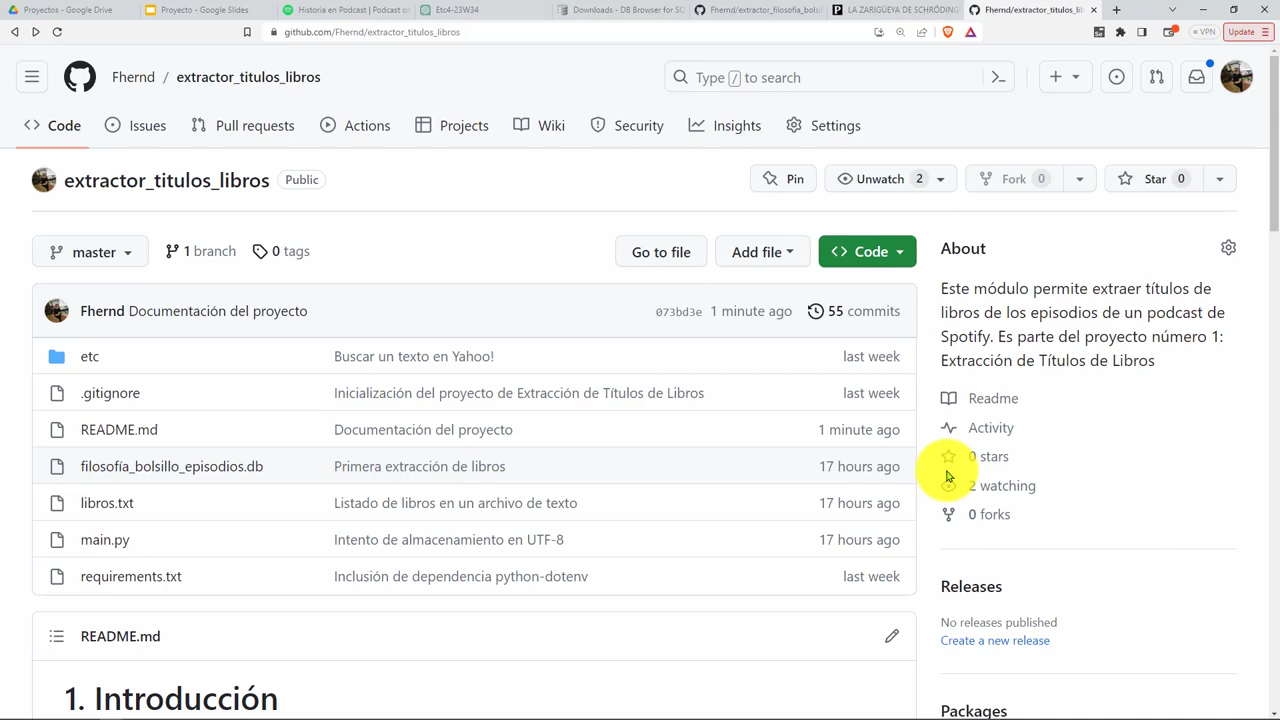 Proyectos - Google Drive
Proyecto - Google Slides
Historia en Podcast | Podcast o
Etc4-23W34
Downloads - DB Browser for SQ
Fhernd/extractor_filosofia_bolsil
LA ZARIGÜEYA DE SCHRÖDING
Fhernd/extractor_titulos_lib
github.com/Fhernd/extractor_titulos_libros
VPN
Update
Fhernd / extractor_titulos_libros
Type / to search
Code
Issues
Pull requests
Actions
Projects
Wiki
Security
Insights
Settings
extractor_titulos_libros
Public
Pin
Unwatch 2
Fork 0
Star 0
master
1 branch
0 tags
Go to file
Add file
Code
Fhernd Documentación del proyecto 073bd3e 1 minute ago 55 commits
etc Buscar un texto en Yahoo! last week
.gitignore Inicialización del proyecto de Extracción de Títulos de Libros last week
README.md Documentación del proyecto 1 minute ago
filosofía_bolsillo_episodios.db Primera extracción de libros 17 hours ago
libros.txt Listado de libros en un archivo de texto 17 hours ago
main.py Intento de almacenamiento en UTF-8 17 hours ago
requirements.txt Inclusión de dependencia python-dotenv last week
README.md
1. Introducción
About
Este módulo permite extraer títulos de
libros de los episodios de un podcast de
Spotify. Es parte del proyecto número 1:
Extracción de Títulos de Libros
Readme
Activity
0 stars
2 watching
0 forks
Releases
No releases published
Create a new release
Packages